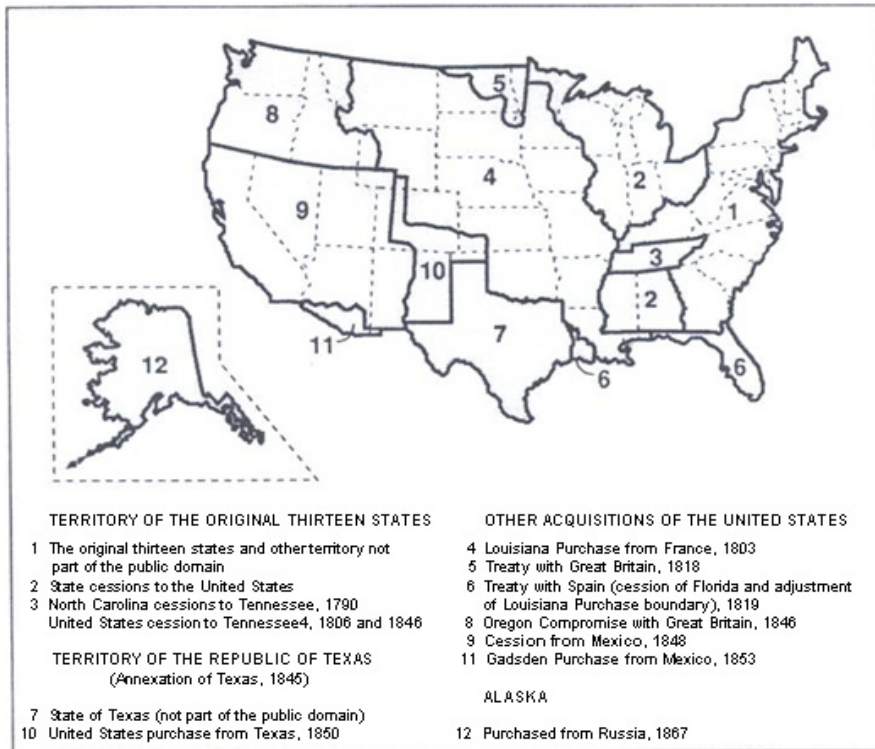 5
8
2
4
1
9
3
10
2
7
11
6
6
12
TERRITORY OF THE ORIGINAL THIRTEEN STATES
1 The original thirteen states and other territory not
part of the public domain
2 State cessions to the United States
3 North Carolina cessions to Tennessee, 1790
United States cession to Tennessee4, 1806 and 1846
TERRITORY OF THE REPUBLIC OF TEXAS
(Annexation of Texas, 1845)
7 State of Texas (not part of the public domain)
10 United States purchase from Texas, 1850
OTHER ACQUISITIONS OF THE UNITED STATES
4 Louisiana Purchase from France, 1803
5 Treaty with Great Britain, 1818
6 Treaty with Spain (cession of Florida and adjustment
of Louisiana Purchase boundary), 1819
8 Oregon Compromise with Great Britain, 1846
9 Cession from Mexico, 1848
11 Gadsden Purchase from Mexico, 1853
ALASKA
12 Purchased from Russia, 1867